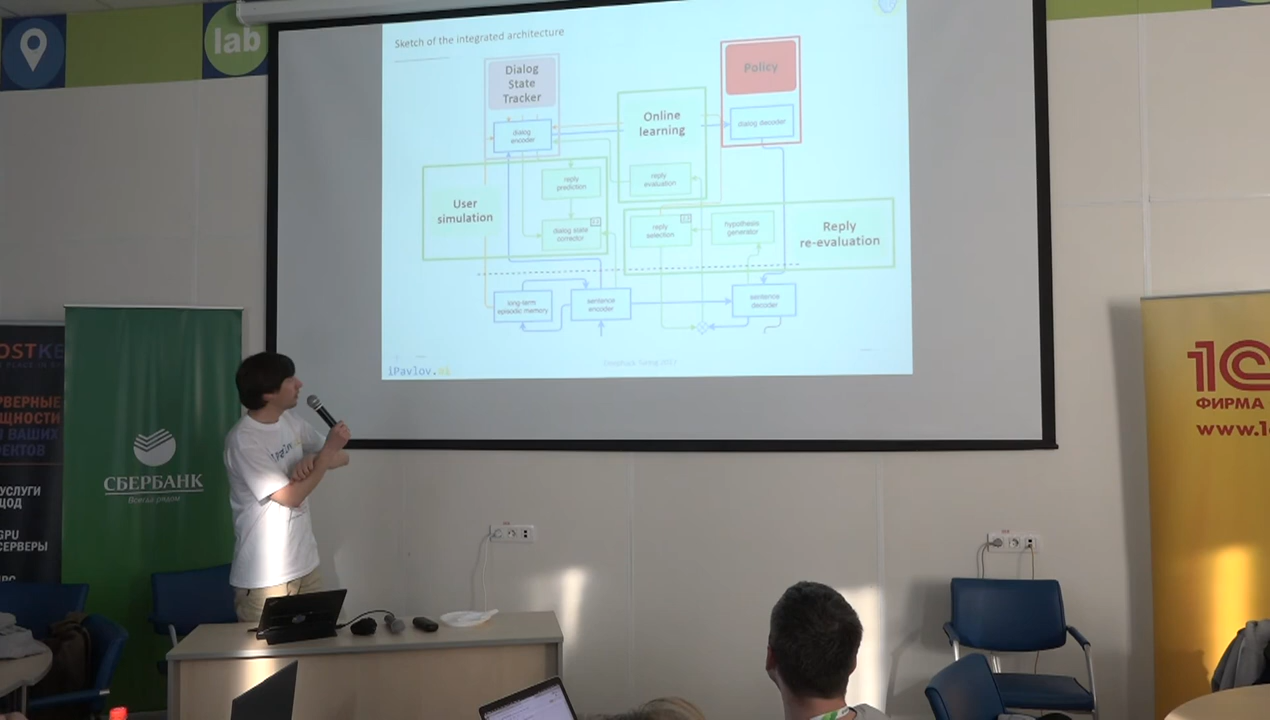 lab
Sketch of the integrated architecture
Dialog
State
Tracker
dialog
encoder
Online
learning
Policy
dialog decoder
reply
prediction
reply
evaluation
User
simulation
dialog state
corrector
reply
selection
hypothesis
generator
Reply
re-evaluation
long-term
episodic memory
sentence
encoder
sentence
decoder
iPavlov.ai
СБЕРБАНК
Всегда рядом
УСЛУГИ
ЦОД
GPU
СЕРВЕРЫ
1С
ФИРМА
www.1